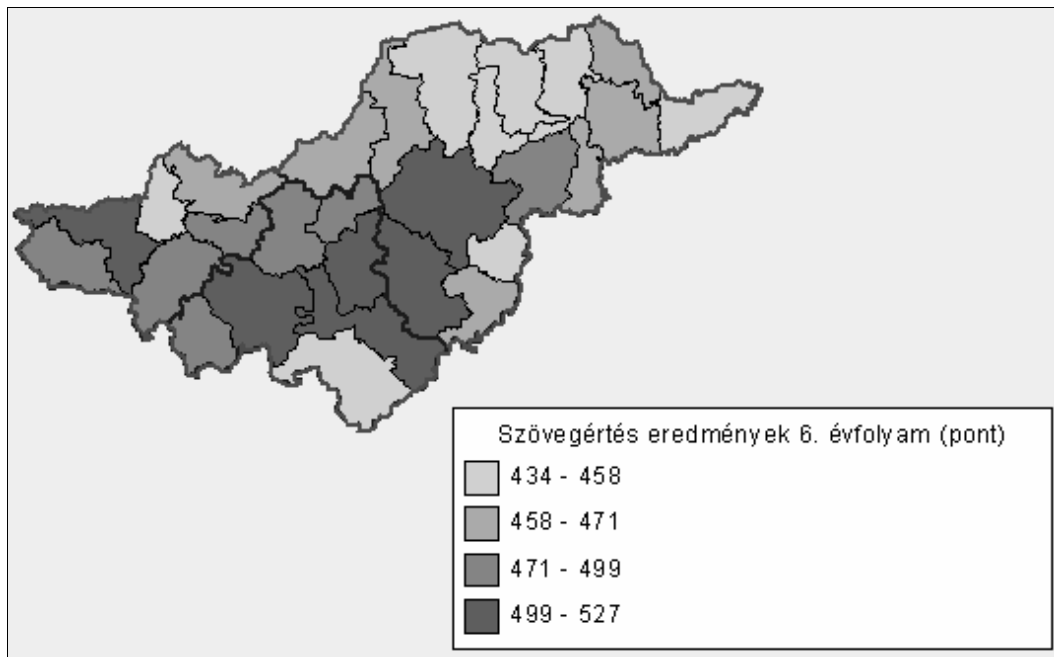 Szövegértés eredmények 6. évfolyam (pont)
434 - 458
458 - 471
471 - 499
499 - 527